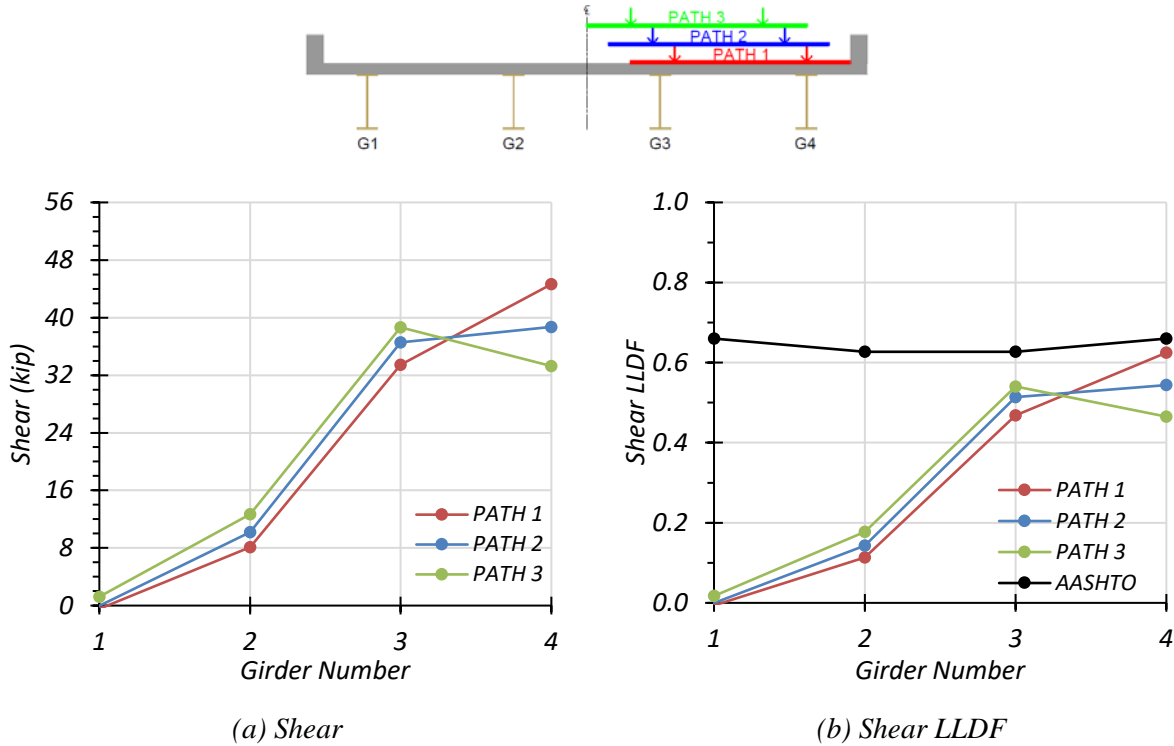 ℄
PATH 3
PATH 2
PATH 1
G1 G2 G3 G4
56
48
40
32
24
16
8
0
Shear (kip)
PATH 1
PATH 2
PATH 3
1 2 3 4
Girder Number
(a) Shear
1.0
0.8
0.6
0.4
0.2
0.0
Shear LLDF
PATH 1
PATH 2
PATH 3
AASHTO
1 2 3 4
Girder Number
(b) Shear LLDF